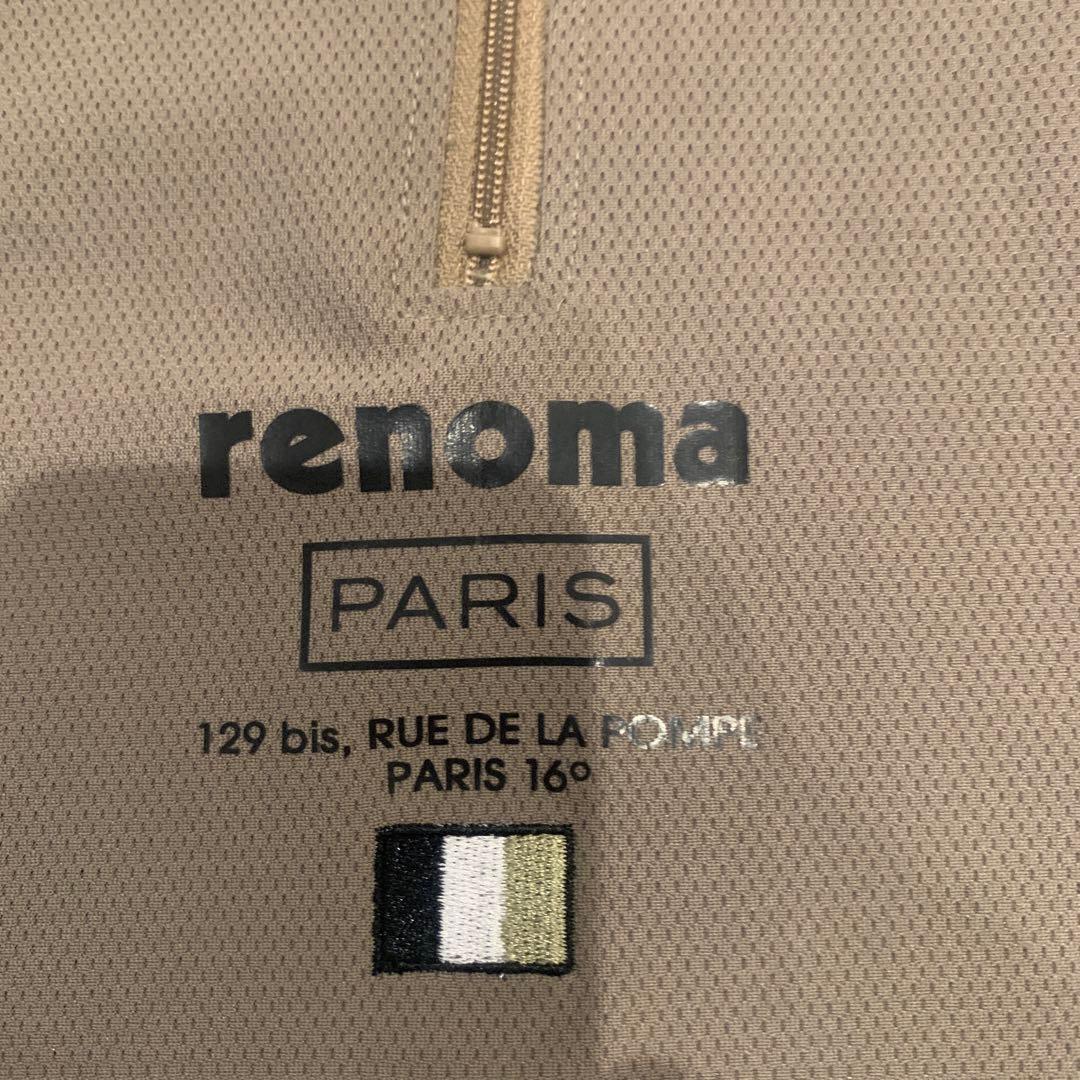 renoma
PARIS
129 bis, RUE DE LA POMPE
PARIS 16º